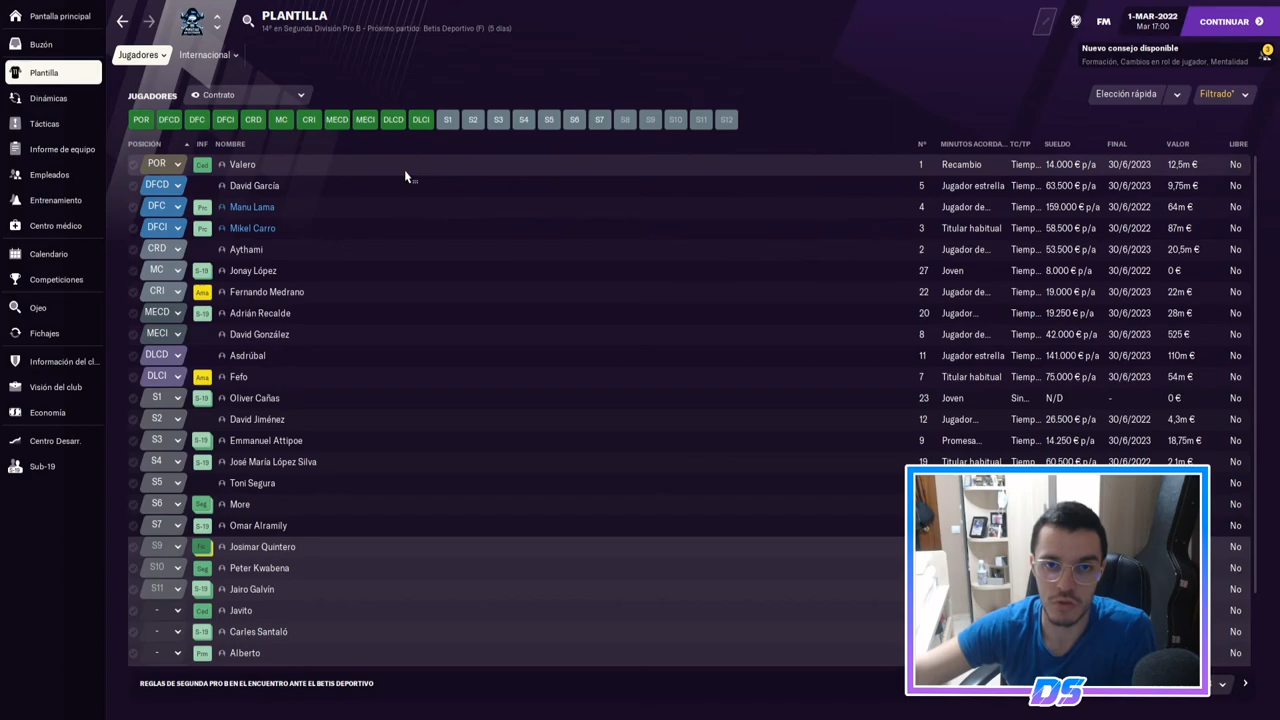 Pantalla principal
Buzón
Plantilla
Dinámicas
Tácticas
Informe de equipo
Empleados
Entrenamiento
Centro médico
Calendario
Competiciones
Ojeo
Fichajes
Información del cl...
Visión del club
Economía
Centro Desarr.
Sub-19
PLANTILLA
14º en Segunda División Pro B - Próximo partido: Betis Deportivo (F) (5 días)
FM
1-MAR-2022
Mar 17:00
CONTINUAR
Nuevo consejo disponible
Formación, Cambios en rol de jugador, Mentalidad
3
Jugadores
Internacional
JUGADORES
Contrato
Elección rápida
Filtrado*
POR DFCD DFC DFCI CRD MC CRI MECD MECI DLCD DLCI S1 S2 S3 S4 S5 S6 S7 S8 S9 S10 S11 S12
POSICIÓN INF NOMBRE Nº MINUTOS ACORDA... TC/TP SUELDO FINAL VALOR LIBRE
POR Ced Valero 1 Recambio Tiemp... 14.000 € p/a 30/6/2023 12,5m € No
DFCD David García 5 Jugador estrella Tiemp... 63.500 € p/a 30/6/2023 9,75m € No
DFC Prc Manu Lama 4 Jugador de... Tiemp... 159.000 € p/a 30/6/2022 64m € No
DFCI Prc Mikel Carro 3 Titular habitual Tiemp... 58.500 € p/a 30/6/2022 87m € No
CRD Aythami 2 Jugador de... Tiemp... 53.500 € p/a 30/6/2023 20,5m € No
MC S-19 Jonay López 27 Joven Tiemp... 8.000 € p/a 30/6/2022 0 € No
CRI Ama Fernando Medrano 22 Jugador de... Tiemp... 19.000 € p/a 30/6/2023 22m € No
MECD S-19 Adrián Recalde 20 Jugador... Tiemp... 19.250 € p/a 30/6/2023 28m € No
MECI David González 8 Jugador de... Tiemp... 42.000 € p/a 30/6/2023 525 € No
DLCD Asdrúbal 11 Jugador estrella Tiemp... 141.000 € p/a 30/6/2023 110m € No
DLCI Ama Fefo 7 Titular habitual Tiemp... 75.000 € p/a 30/6/2023 54m € No
S1 S-19 Oliver Cañas 23 Joven Sin... N/D - 0 € No
S2 David Jiménez 12 Jugador... Tiemp... 26.500 € p/a 30/6/2022 4,3m € No
S3 S-19 Emmanuel Attipoe 9 Promesa... Tiemp... 14.250 € p/a 30/6/2023 18,75m € No
S4 S-19 José María López Silva 19 Titular habitual Tiemp... 60.500 € p/a 30/6/2022 2,1m € No
S5 Toni Segura No
S6 Seg More No
S7 S-19 Omar Alramily No
S9 Josimar Quintero No
S10 Seg Peter Kwabena No
S11 S-19 Jairo Galvín No
- Ced Javito No
- S-19 Carles Santaló No
- Prm Alberto No
REGLAS DE SEGUNDA PRO B EN EL ENCUENTRO ANTE EL BETIS DEPORTIVO
DS